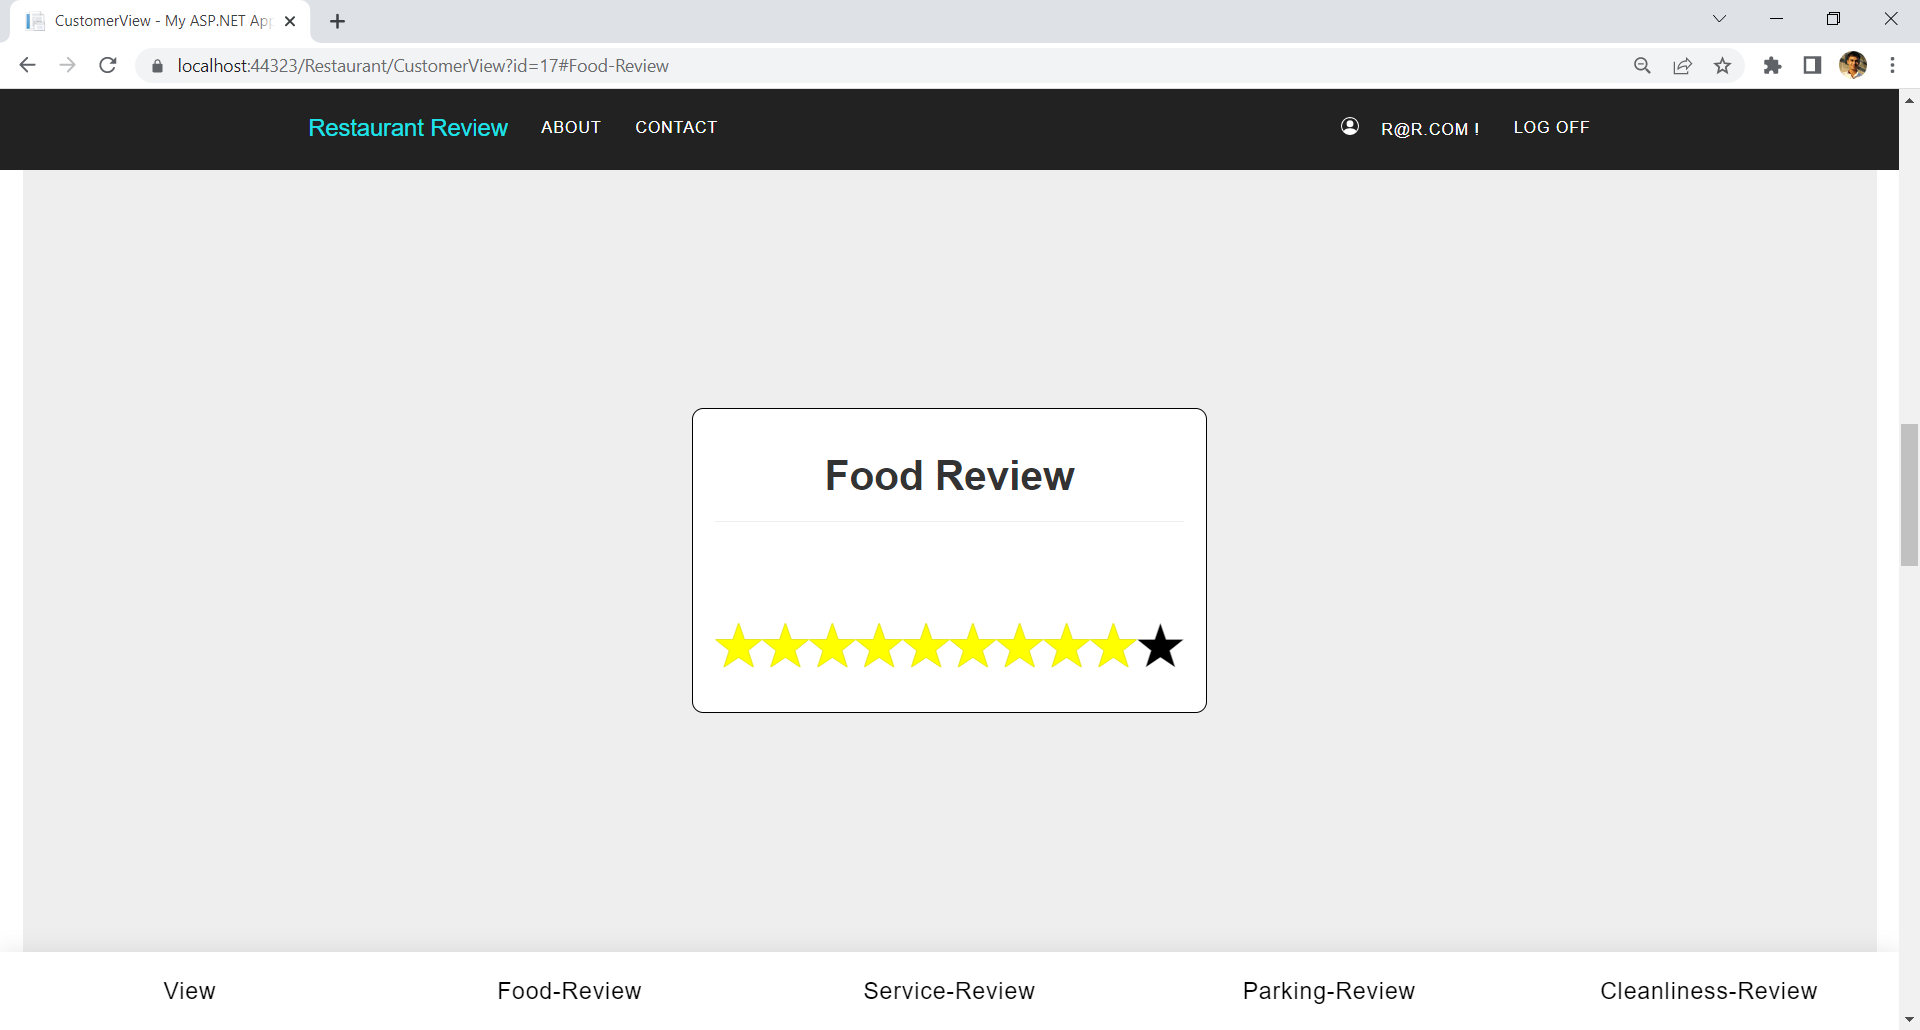 CustomerView - My ASP.NET App
localhost:44323/Restaurant/CustomerView?id=17#Food-Review
Restaurant Review ABOUT CONTACT R@R.COM ! LOG OFF
Food Review
View Food-Review Service-Review Parking-Review Cleanliness-Review